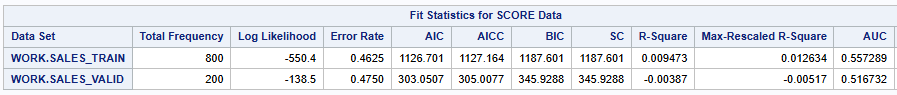 Fit Statistics for SCORE Data
Data Set Total Frequency Log Likelihood Error Rate AIC AICC BIC SC R-Square Max-Rescaled R-Square AUC
WORK.SALES_TRAIN 800 -550.4 0.4625 1126.701 1127.164 1187.601 1187.601 0.009473 0.012634 0.557289
WORK.SALES_VALID 200 -138.5 0.4750 303.0507 305.0077 345.9288 345.9288 -0.00387 -0.00517 0.516732